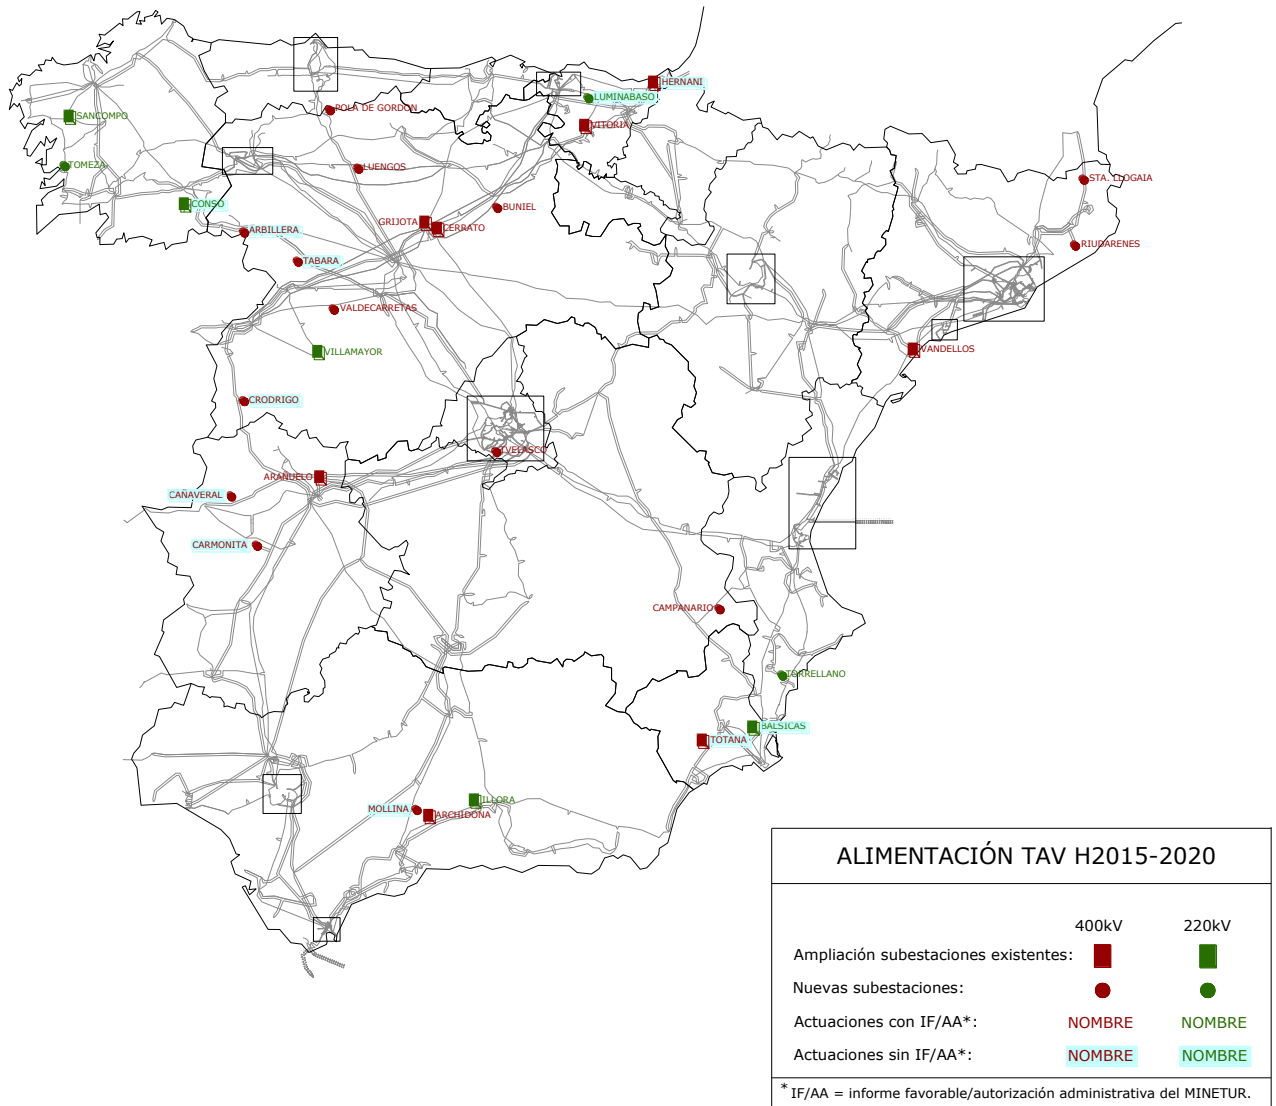 HERNANI
LUMINABASO
POLA DE GORDON
SANCOMPO
VITORIA
TOMEZA
LUENGOS
STA. LLOGAIA
CONSO
BUNIEL
GRIJOTA
CERRATO
ARBILLERA
RIUDARENES
TABARA
VALDECARRETAS
VILLAMAYOR
VANDELLOS
CRODRIGO
TVELASCO
ARAÑUELO
CAÑAVERAL
CARMONITA
CAMPANARIO
TORRELLANO
BALSICAS
TOTANA
ILLORA
MOLLINA
ARCHIDONA
ALIMENTACIÓN TAV H2015-2020
400kV 220kV
Ampliación subestaciones existentes:
Nuevas subestaciones:
Actuaciones con IF/AA*: NOMBRE NOMBRE
Actuaciones sin IF/AA*: NOMBRE NOMBRE
* IF/AA = informe favorable/autorización administrativa del MINETUR.